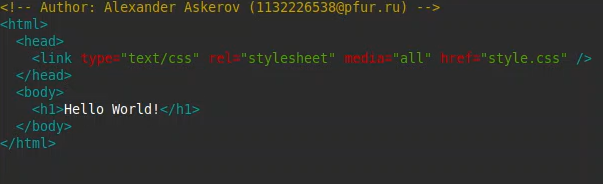 <!-- Author: Alexander Askerov (1132226538@pfur.ru) -->
<html>
  <head>
    <link type="text/css" rel="stylesheet" media="all" href="style.css" />
  </head>
  <body>
    <h1>Hello World!</h1>
  </body>
</html>